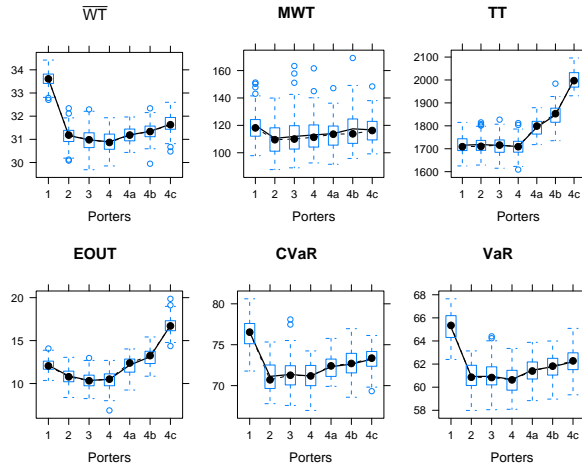 WT MWT TT
34
33
32
31
30
160
140
120
100
2100
2000
1900
1800
1700
1600
1 2 3 4 4a 4b 4c
1 2 3 4 4a 4b 4c
1 2 3 4 4a 4b 4c
Porters Porters Porters
EOUT CVaR VaR
20
15
10
80
75
70
68
66
64
62
60
58
1 2 3 4 4a 4b 4c
1 2 3 4 4a 4b 4c
1 2 3 4 4a 4b 4c
Porters Porters Porters